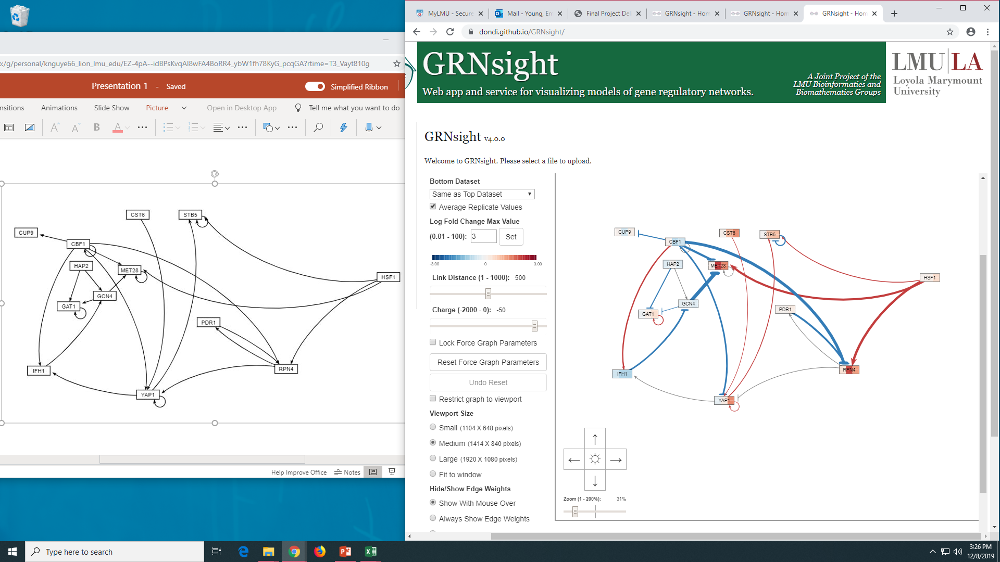 MyLMU - Secure
Mail - Young, Em
Final Project Del
GRNsight - Hom
GRNsight - Hom
GRNsight - Hom
dondi.github.io/GRNsight/
o:/g/personal/knguye66_lion_lmu_edu/EZ-4pA--idBPsKvqAl8wFA4BoRR4_ybW1fh78KyG_pcqGA?rtime=T3_Vayt810g
Presentation 1 - Saved
Simplified Ribbon
nsitions Animations Slide Show Picture Open in Desktop App Tell me what you want to do
CST6
STB5
CUP9
CBF1
HAP2
MET28
HSF1
GCN4
GAT1
PDR1
IFH1
RPN4
YAP1
Help Improve Office Notes
GRNsight
Web app and service for visualizing models of gene regulatory networks.
A Joint Project of the
LMU Bioinformatics and
Biomathematics Groups
LMU|LA
Loyola Marymount
University
GRNsight v4.0.0
Welcome to GRNsight. Please select a file to upload.
Bottom Dataset
Same as Top Dataset
Average Replicate Values
Log Fold Change Max Value
(0.01 - 100): 3 Set
-3.00 0 3.00
Link Distance (1 - 1000): 500
Charge (-2000 - 0): -50
Lock Force Graph Parameters
Reset Force Graph Parameters
Undo Reset
Restrict graph to viewport
Viewport Size
Small (1104 X 648 pixels)
Medium (1414 X 840 pixels)
Large (1920 X 1080 pixels)
Fit to window
Hide/Show Edge Weights
Show With Mouse Over
Always Show Edge Weights
CUP9
CST6
STB5
CBF1
HAP2
MET28
HSF1
GCN4
GAT1
PDR1
IFH1
RPN4
YAP1
Zoom (1 - 200%): 31%
Type here to search
3:26 PM
12/8/2019